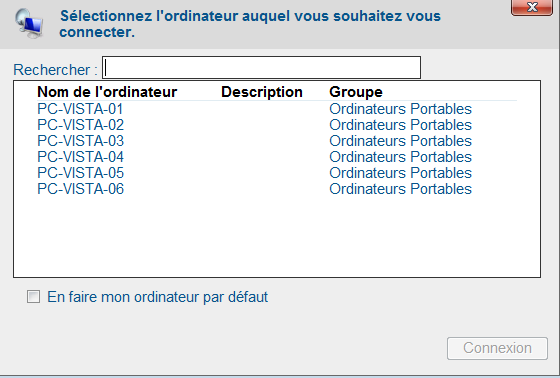 Sélectionnez l'ordinateur auquel vous souhaitez vous
connecter.
Rechercher :
Nom de l'ordinateur Description Groupe
PC-VISTA-01 Ordinateurs Portables
PC-VISTA-02 Ordinateurs Portables
PC-VISTA-03 Ordinateurs Portables
PC-VISTA-04 Ordinateurs Portables
PC-VISTA-05 Ordinateurs Portables
PC-VISTA-06 Ordinateurs Portables
En faire mon ordinateur par défaut
Connexion